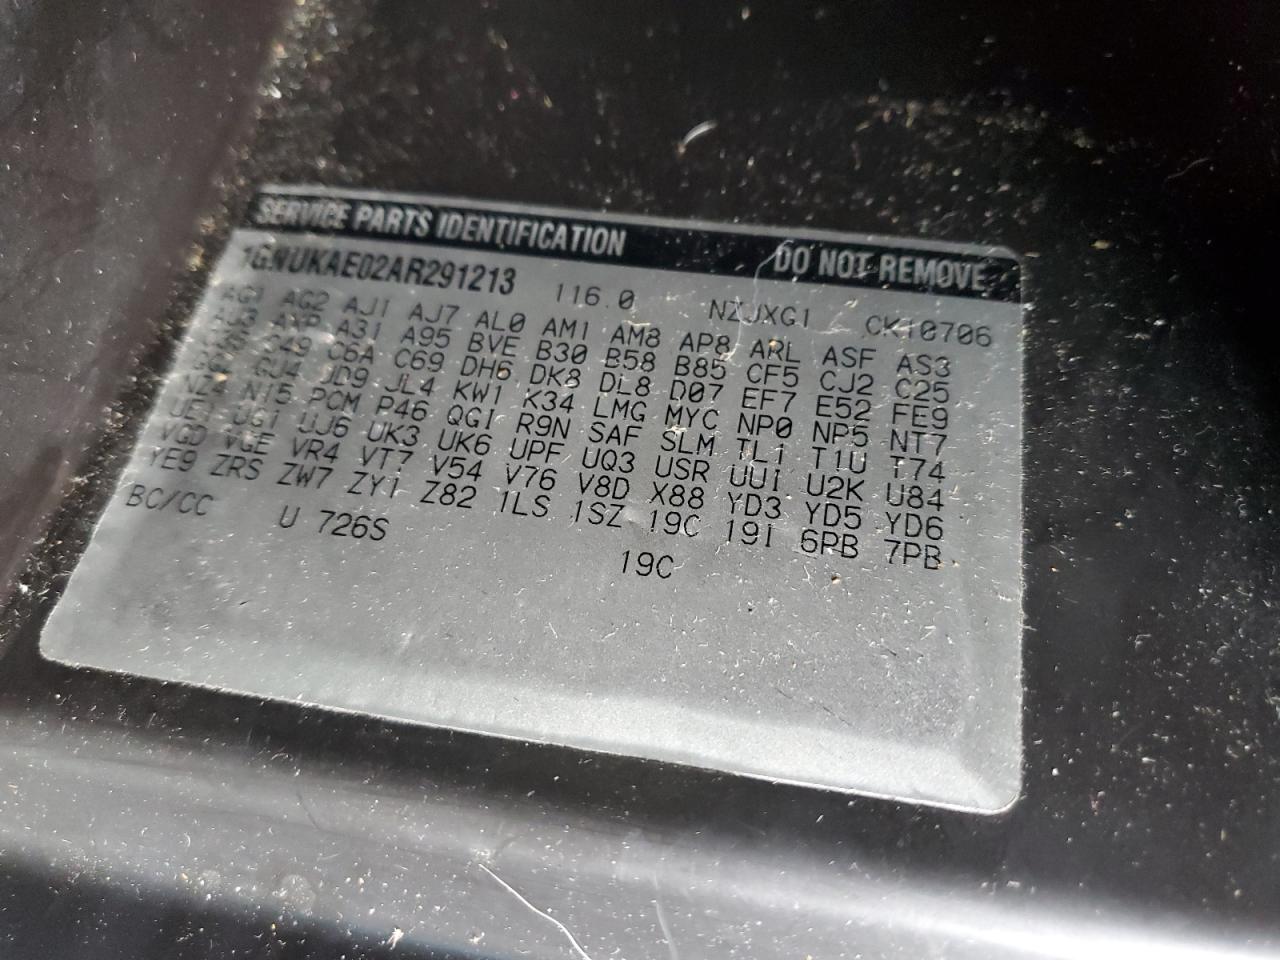 SERVICE PARTS IDENTIFICATION DO NOT REMOVE
1GNUKAE02AR291213 116.0 NZJXG1 CK10706
AG1 AG2 AJ1 AJ7 AL0 AM1 AM8 AP8 ARL ASF AS3
AU3 AXP A31 A95 BVE B30 B58 B85 CF5 CJ2 C25
C49 C6A C69 DH6 DK8 DL8 D07 EF7 E52 FE9
GU4 JD9 JL4 KW1 K34 LMG MYC NP0 NP5 NT7
NZ4 N15 PCM P46 QG1 R9N SAF SLM TL1 T1U T74
UE1 UG1 UJ6 UK3 UK6 UPF UQ3 USR UU1 U2K U84
VGD VGE VR4 VT7 V54 V76 V8D X88 YD3 YD5 YD6
YE9 ZRS ZW7 ZY1 Z82 1LS 1SZ 19C 19I 6PB 7PB
BC/CC U 726S 19C